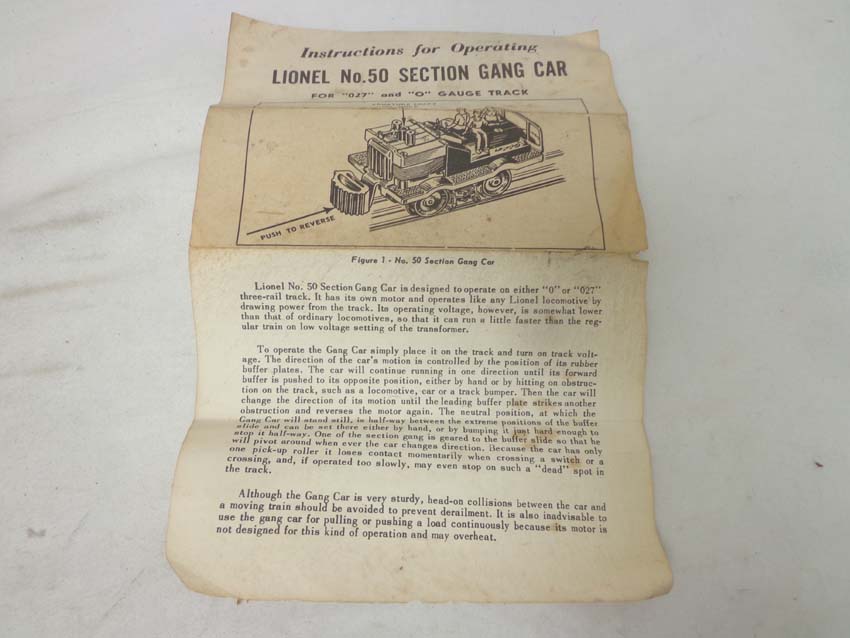 Instructions for Operating
LIONEL No.50 SECTION GANG CAR
FOR "027" and "O" GAUGE TRACK
PUSH TO REVERSE
Figure 1 - No. 50 Section Gang Car
Lionel No. 50 Section Gang Car is designed to operate on either "0" or "027"
three-rail track. It has its own motor and operates like any Lionel locomotive by
drawing power from the track. Its operating voltage, however, is somewhat lower
than that of ordinary locomotives, so that it can run a little faster than the reg-
ular train on low voltage setting of the transformer.
To operate the Gang Car simply place it on the track and turn on track volt-
age. The direction of the car's motion is controlled by the position of its rubber
buffer plates. The car will continue running in one direction until its forward
buffer is pushed to its opposite position, either by hand or by hitting on obstruc-
tion on the track, such as a locomotive, car or a track bumper. Then the car will
change the direction of its motion until the leading buffer plate strikes another
obstruction and reverses the motor again. The neutral position, at which the
Gang Car will stand still, is half-way between the extreme positions of the buffer
slide and can be set there either by hand, or by bumping it just hard enough to
stop it half-way. One of the section gang is geared to the buffer slide so that he
will pivot around when ever the car changes direction. Because the car has only
one pick-up roller it loses contact momentarily when crossing a switch or a
crossing, and, if operated too slowly, may even stop on such a "dead" spot in
the track.
Although the Gang Car is very sturdy, head-on collisions between the car and
a moving train should be avoided to prevent derailment. It is also inadvisable to
use the gang car for pulling or pushing a load continuously because its motor is
not designed for this kind of operation and may overheat.